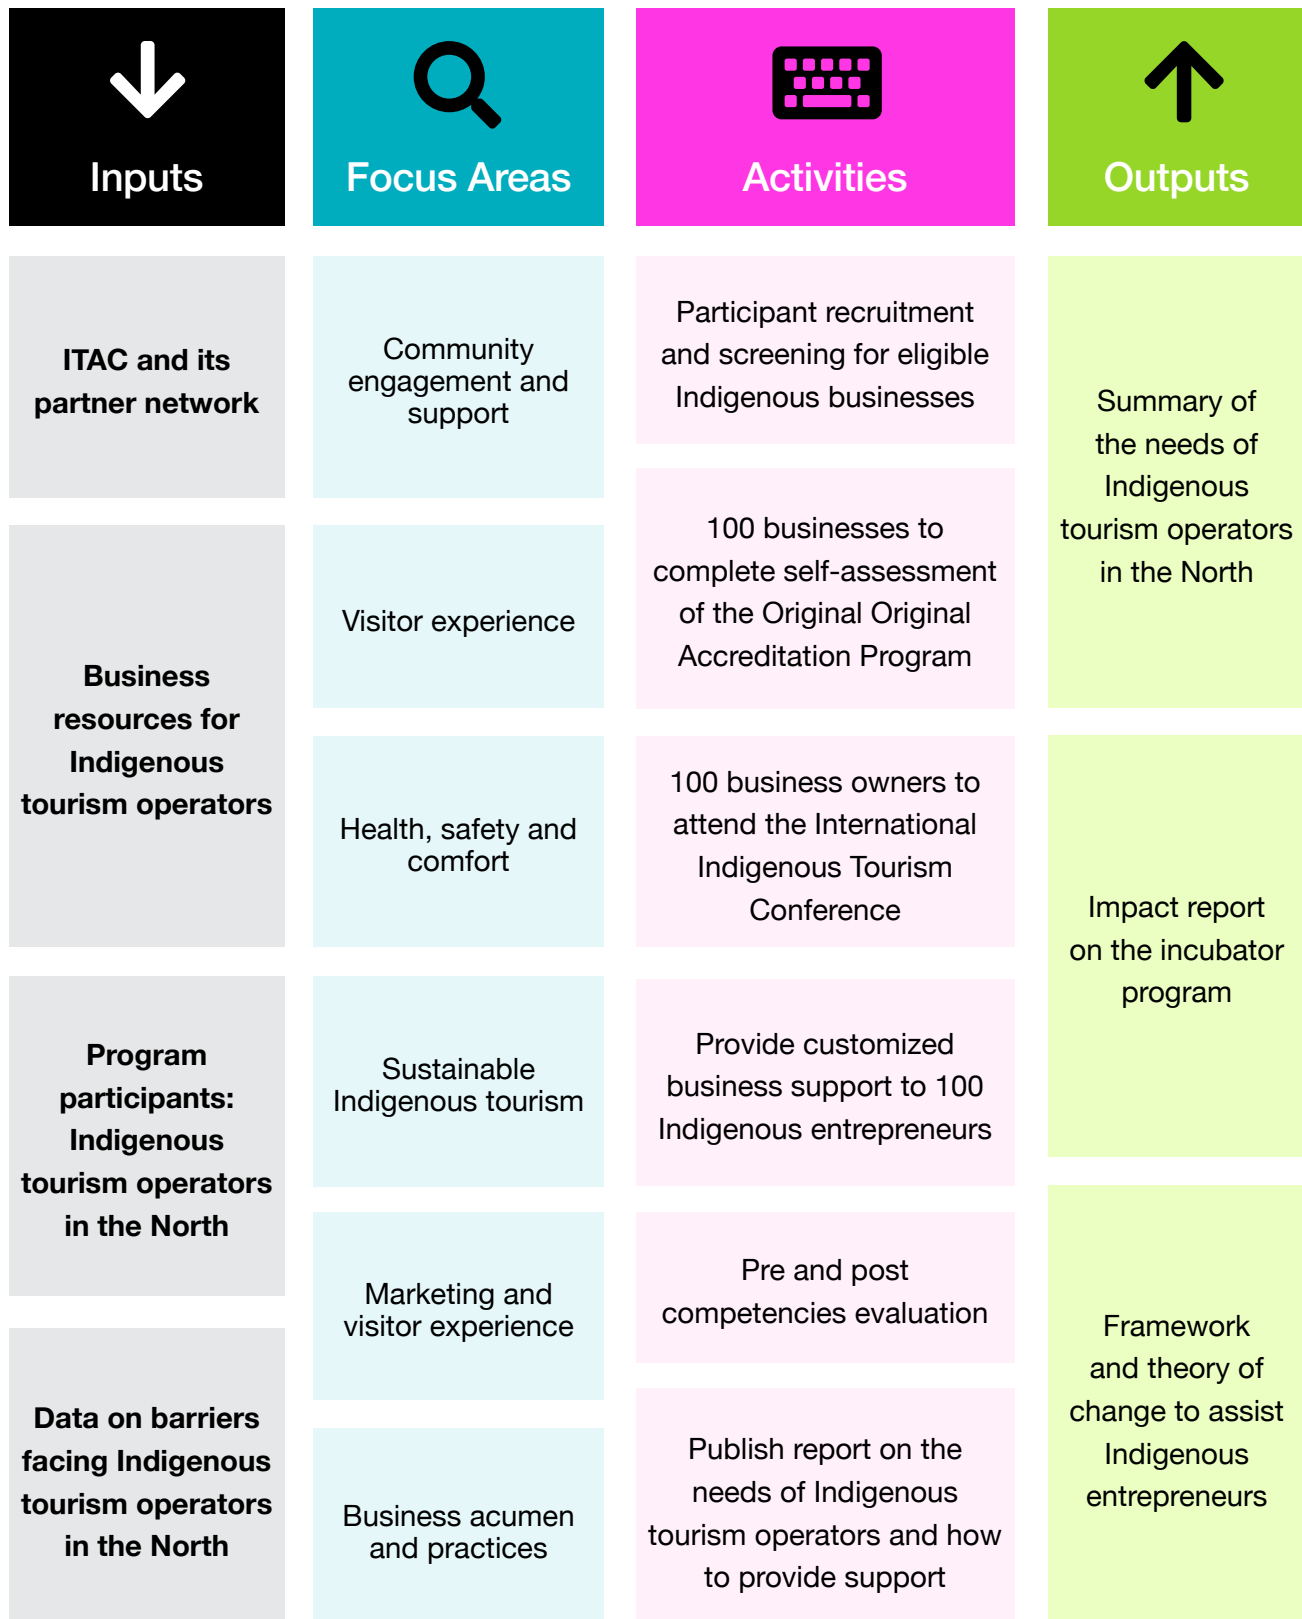 Inputs
Focus Areas
Activities
Outputs
ITAC and its
partner network
Business
resources for
Indigenous
tourism operators
Program
participants:
Indigenous
tourism operators
in the North
Data on barriers
facing Indigenous
tourism operators
in the North
Community
engagement and
support
Visitor experience
Health, safety and
comfort
Sustainable
Indigenous tourism
Marketing and
visitor experience
Business acumen
and practices
Participant recruitment
and screening for eligible
Indigenous businesses
100 businesses to
complete self-assessment
of the Original Original
Accreditation Program
100 business owners to
attend the International
Indigenous Tourism
Conference
Provide customized
business support to 100
Indigenous entrepreneurs
Pre and post
competencies evaluation
Publish report on the
needs of Indigenous
tourism operators and how
to provide support
Summary of
the needs of
Indigenous
tourism operators
in the North
Impact report
on the incubator
program
Framework
and theory of
change to assist
Indigenous
entrepreneurs